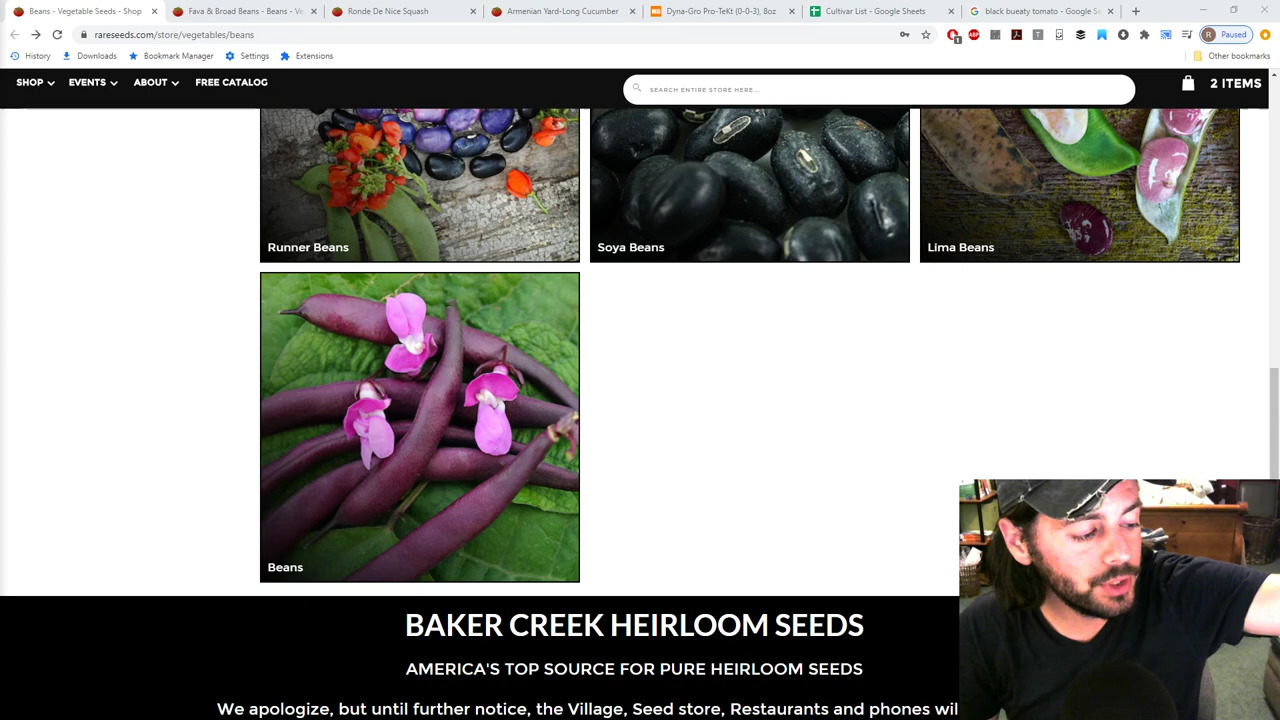 Beans - Vegetable Seeds - Shop
Fava & Broad Beans - Beans - Ve
Ronde De Nice Squash
Armenian Yard-Long Cucumber
Dyna-Gro Pro-TeKt (0-0-3), 8oz
Cultivar List - Google Sheets
black bueaty tomato - Google Se
rareseeds.com/store/vegetables/beans
1
ABP
R
Paused
History
Downloads
Bookmark Manager
Settings
Extensions
Other bookmarks
SHOP
EVENTS
ABOUT
FREE CATALOG
SEARCH ENTIRE STORE HERE...
2 ITEMS
Runner Beans
Soya Beans
Lima Beans
Beans
BAKER CREEK HEIRLOOM SEEDS
AMERICA'S TOP SOURCE FOR PURE HEIRLOOM SEEDS
We apologize, but until further notice, the Village, Seed store, Restaurants and phones wil